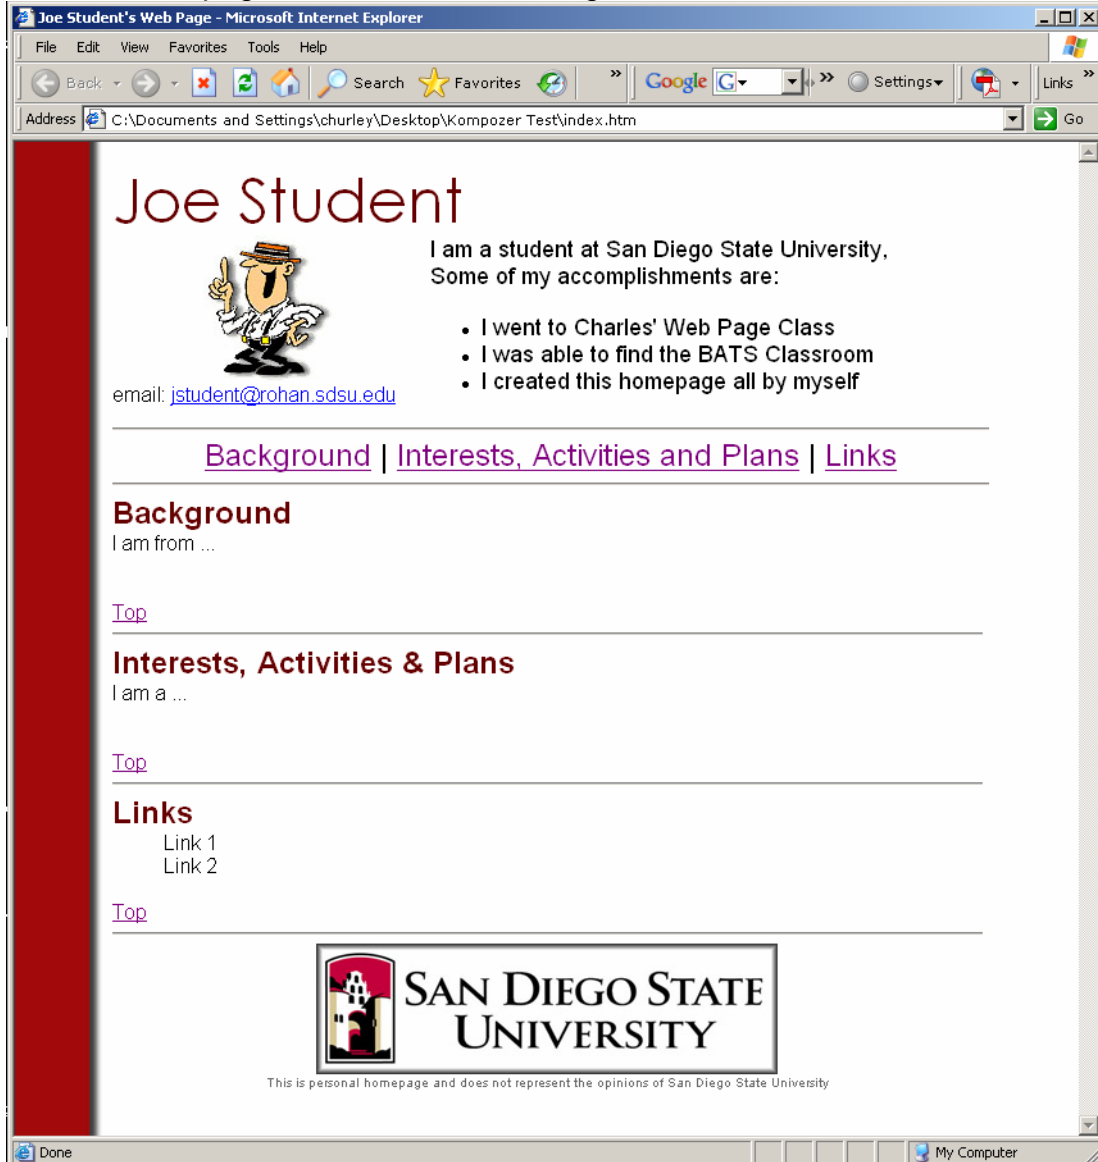 Joe Student's Web Page - Microsoft Internet Explorer
File Edit View Favorites Tools Help
Back Search Favorites » Google G » Settings Links »
Address C:\Documents and Settings\churley\Desktop\Kompozer Test\index.htm Go
Joe Student
I am a student at San Diego State University,
Some of my accomplishments are:
• I went to Charles' Web Page Class
• I was able to find the BATS Classroom
• I created this homepage all by myself
email: jstudent@rohan.sdsu.edu
Background | Interests, Activities and Plans | Links
Background
I am from ...
Top
Interests, Activities & Plans
I am a ...
Top
Links
Link 1
Link 2
Top
SAN DIEGO STATE
UNIVERSITY
This is personal homepage and does not represent the opinions of San Diego State University
Done My Computer